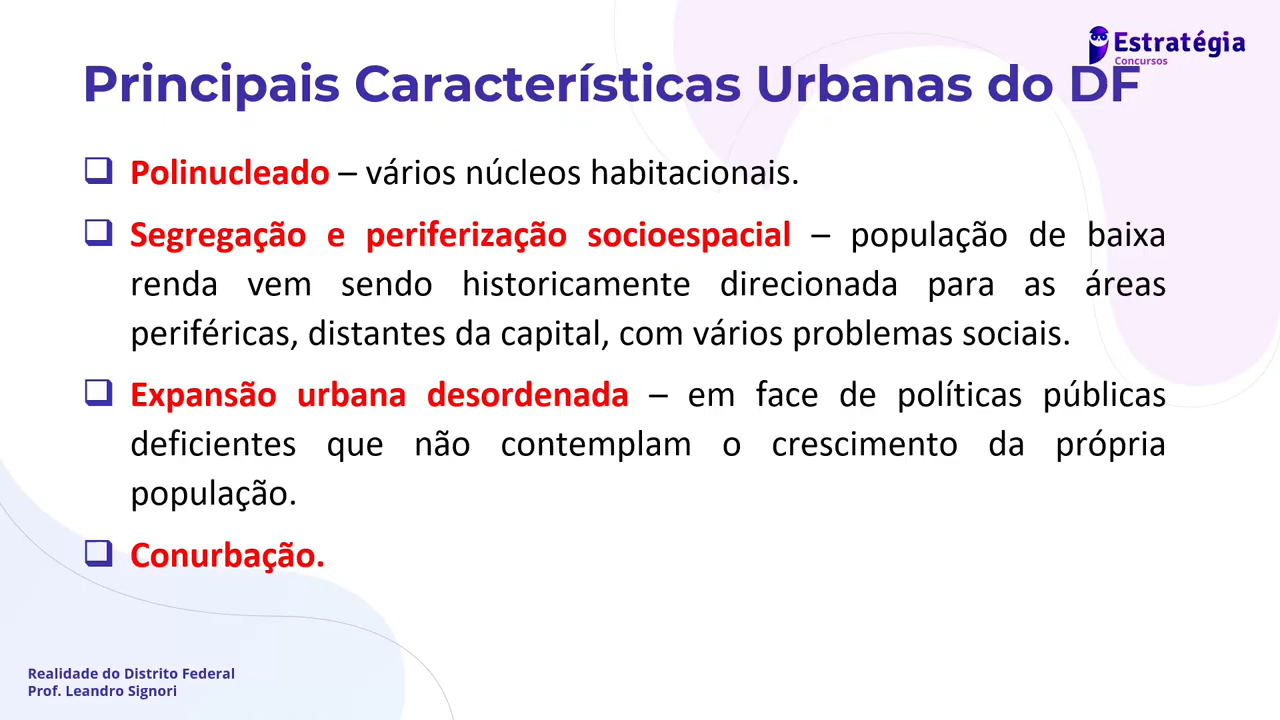 Estratégia
Concursos
Principais Características Urbanas do DF
Polinucleado – vários núcleos habitacionais.
Segregação e periferização socioespacial – população de baixa
renda vem sendo historicamente direcionada para as áreas
periféricas, distantes da capital, com vários problemas sociais.
Expansão urbana desordenada – em face de políticas públicas
deficientes que não contemplam o crescimento da própria
população.
Conurbação.
Realidade do Distrito Federal
Prof. Leandro Signori